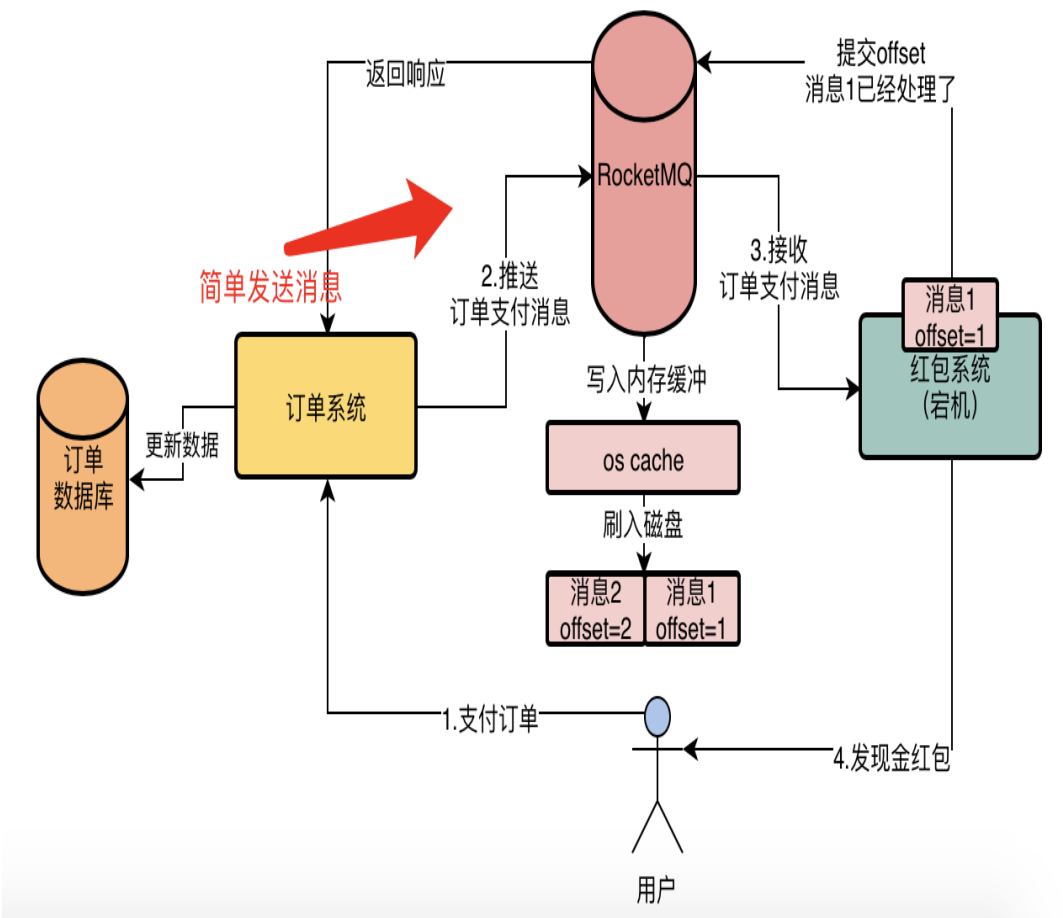 提交offset
消息1已经处理了
返回响应
RocketMQ
简单发送消息
2.推送
订单支付消息
3.接收
订单支付消息
消息1
offset=1
红包系统
(宕机)
订单系统
更新数据
订单
数据库
写入内存缓冲
os cache
刷入磁盘
消息2
offset=2
消息1
offset=1
1.支付订单
4.发现金红包
用户